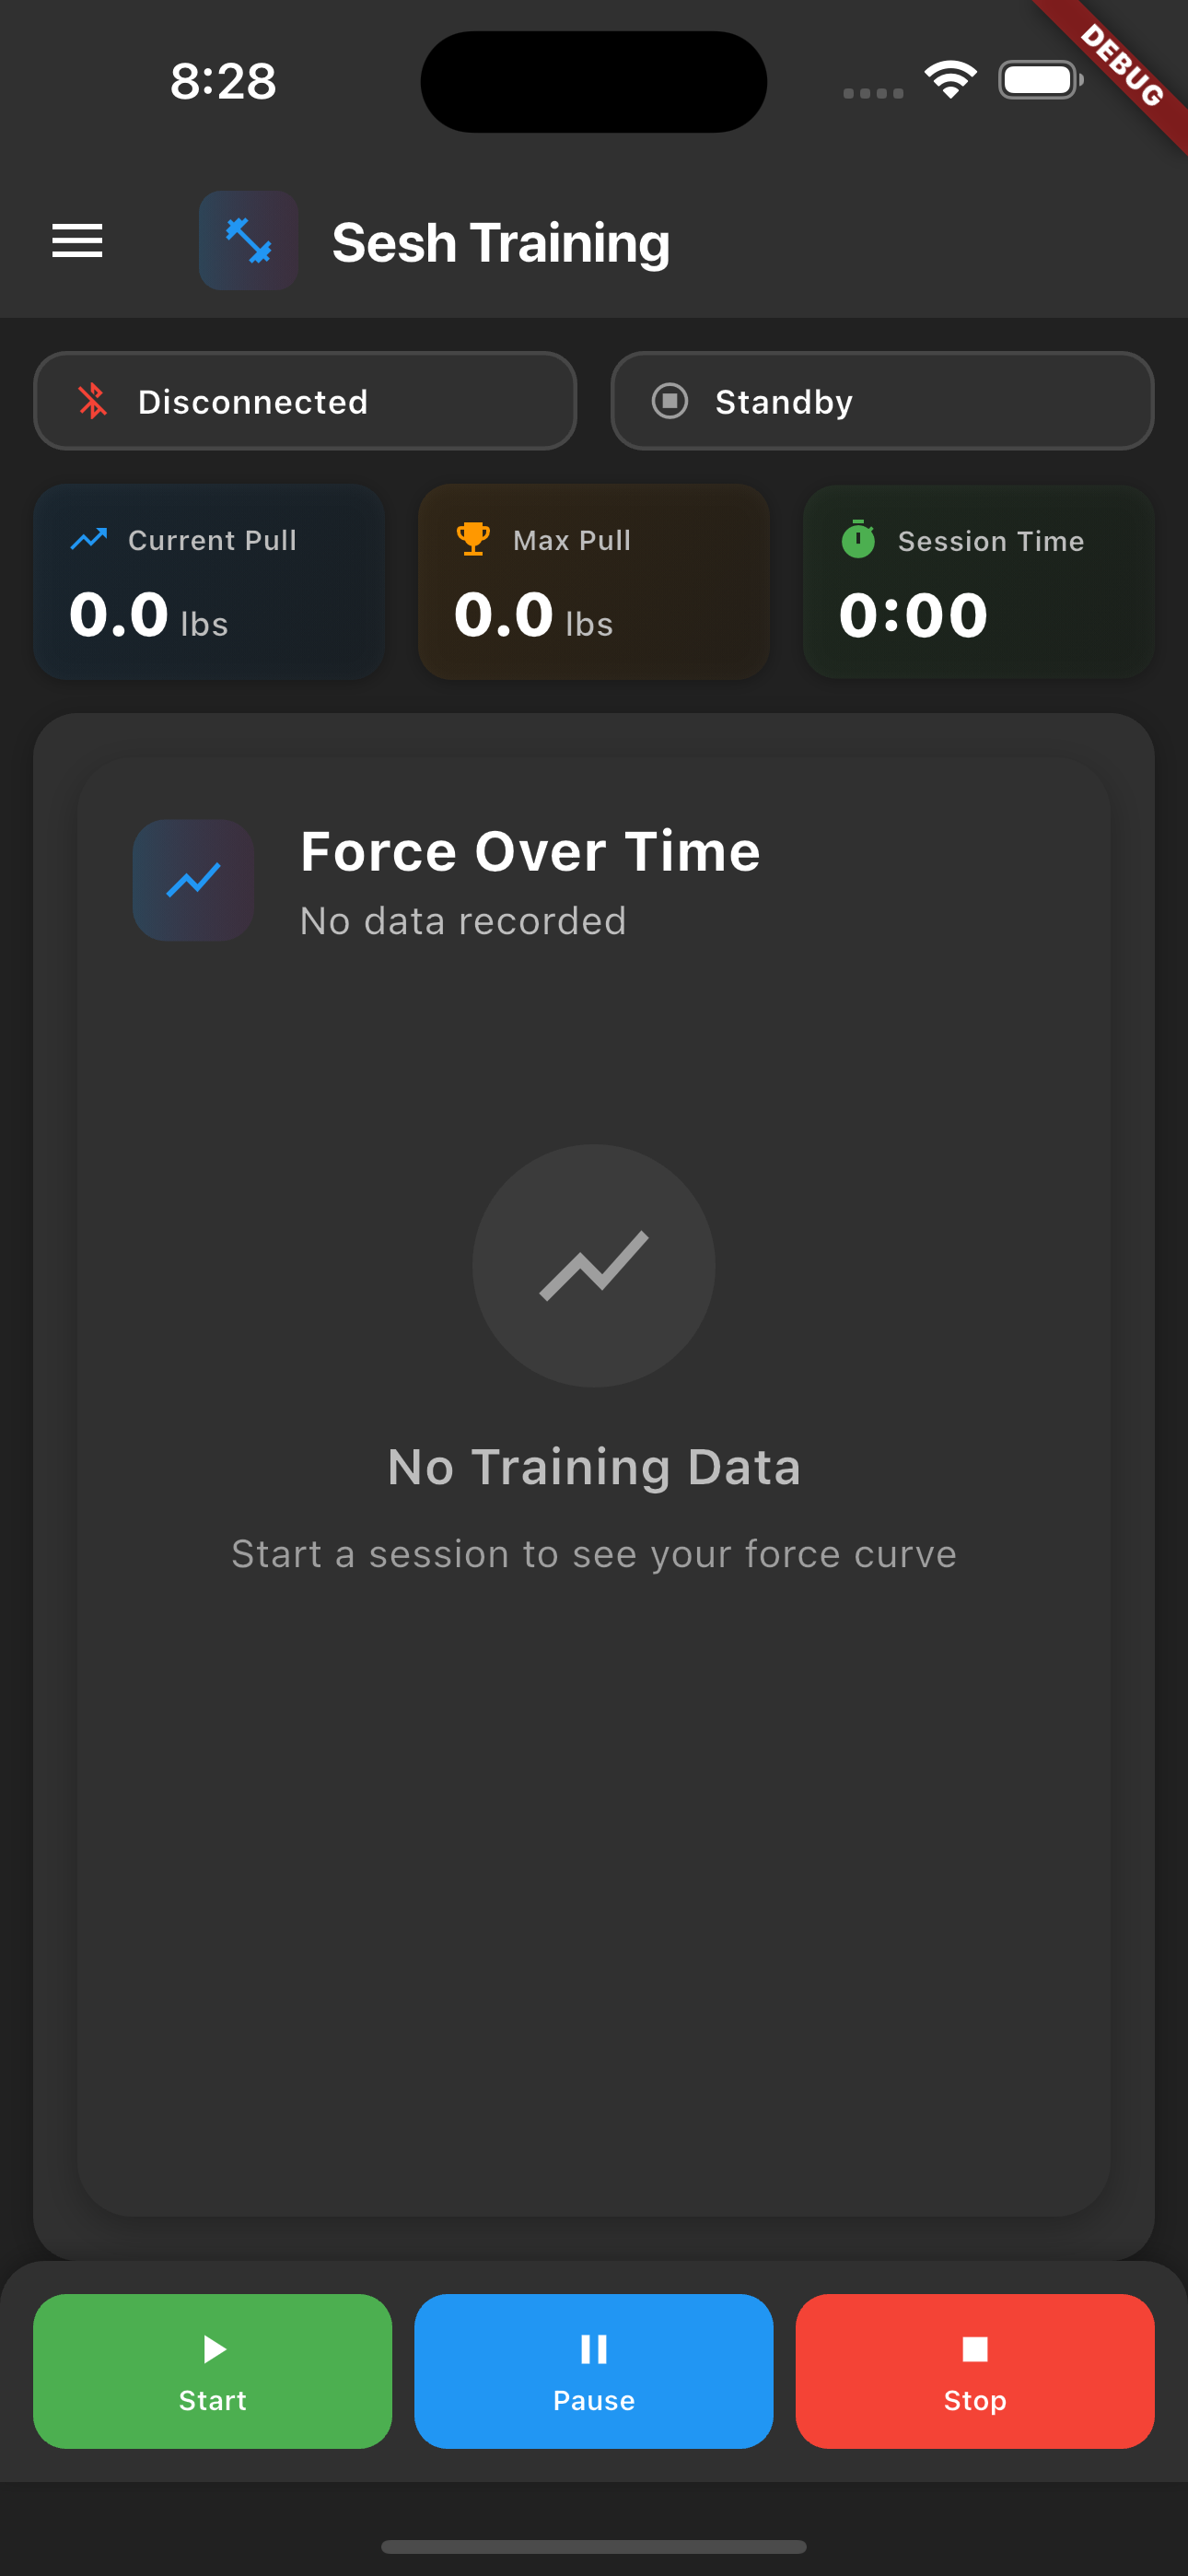 8:28
DEBUG
Sesh Training
Disconnected
Standby
Current Pull
0.0 lbs
Max Pull
0.0 lbs
Session Time
0:00
Force Over Time
No data recorded
No Training Data
Start a session to see your force curve
Start
Pause
Stop